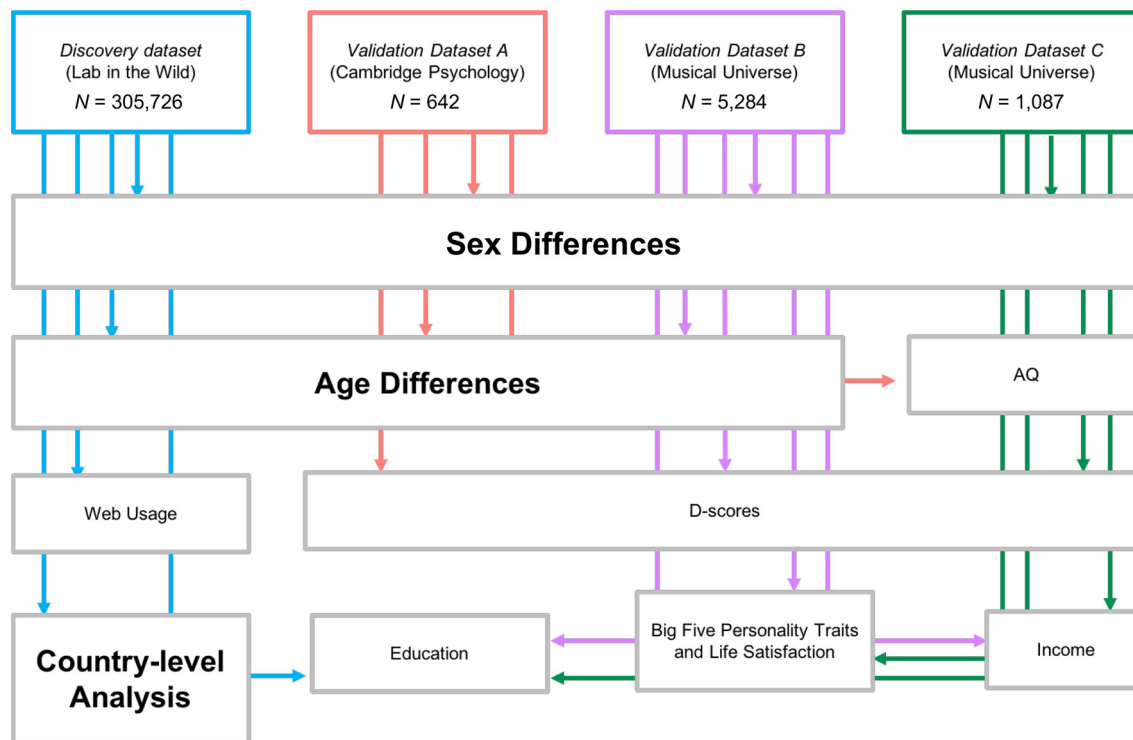 Discovery dataset
(Lab in the Wild)
N = 305,726
Validation Dataset A
(Cambridge Psychology)
N = 642
Validation Dataset B
(Musical Universe)
N = 5,284
Validation Dataset C
(Musical Universe)
N = 1,087
Sex Differences
Age Differences
AQ
Web Usage
D-scores
Country-level
Analysis
Education
Big Five Personality Traits
and Life Satisfaction
Income